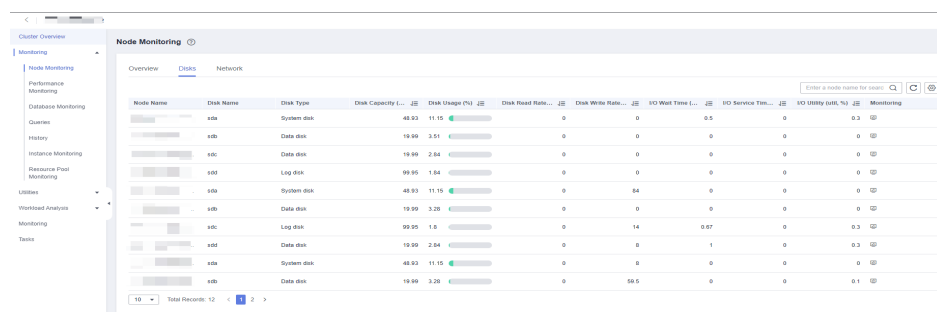 Cluster Overview
Monitoring
Node Monitoring
Performance
Monitoring
Database Monitoring
Queries
History
Instance Monitoring
Resource Pool
Monitoring
Utilities
Workload Analysis
Monitoring
Tasks
Node Monitoring
Overview Disks Network
Enter a node name for searc
Node Name Disk Name Disk Type Disk Capacity (... Disk Usage (%) Disk Read Rate... Disk Write Rate... I/O Wait Time (... I/O Service Tim... I/O Utility (util, %) Monitoring
sda System disk 48.93 11.15 0 0 0.5 0 0.3
sdb Data disk 19.99 3.51 0 0 0 0 0
sdc Data disk 19.99 2.84 0 0 0 0 0
sdd Log disk 99.95 1.84 0 0 0 0 0
sda System disk 48.93 11.15 0 84 0 0 0.3
sdb Data disk 19.99 3.28 0 0 0 0 0
sdc Log disk 99.95 1.8 0 14 0.67 0 0.3
sdd Data disk 19.99 2.84 0 8 1 0 0.3
sda System disk 48.93 11.15 0 8 0 0 0
sdb Data disk 19.99 3.28 0 59.5 0 0 0.1
10 Total Records: 12 < 1 2 >